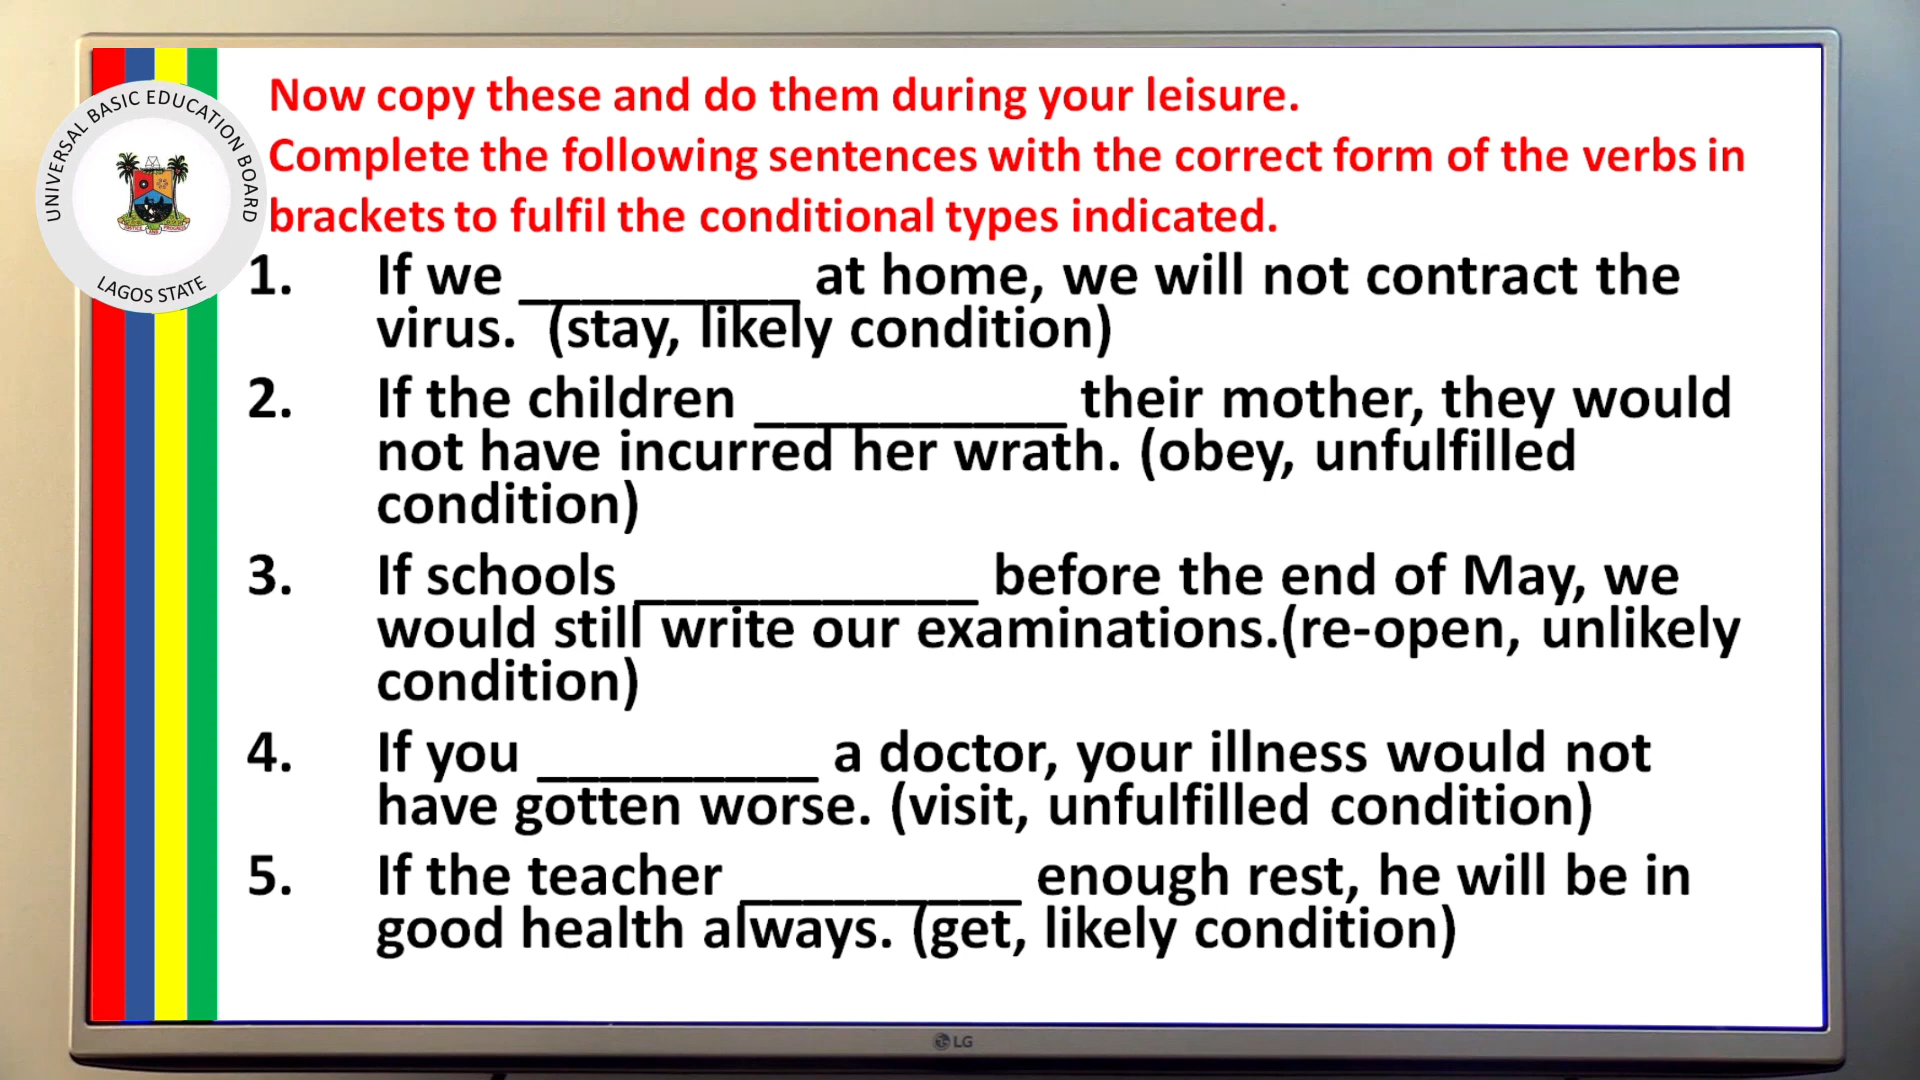 Now copy these and do them during your leisure.
Complete the following sentences with the correct form of the verbs in
brackets to fulfil the conditional types indicated.
1. If we _________ at home, we will not contract the
virus. (stay, likely condition)
2. If the children __________ their mother, they would
not have incurred her wrath. (obey, unfulfilled
condition)
3. If schools ___________ before the end of May, we
would still write our examinations.(re-open, unlikely
condition)
4. If you _________ a doctor, your illness would not
have gotten worse. (visit, unfulfilled condition)
5. If the teacher _________ enough rest, he will be in
good health always. (get, likely condition)
UNIVERSAL BASIC EDUCATION BOARD
LAGOS STATE
LG